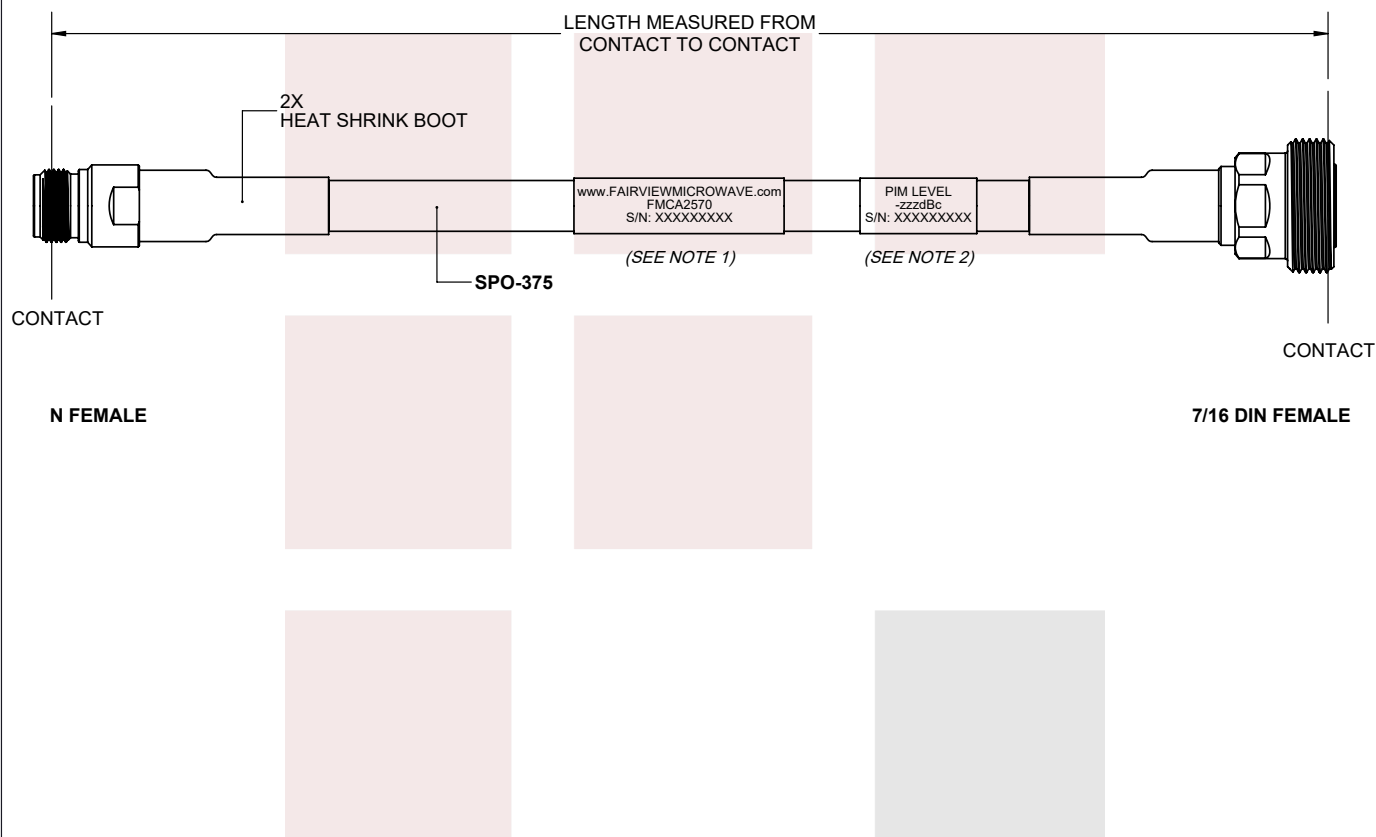 LENGTH MEASURED FROM
CONTACT TO CONTACT
2X
HEAT SHRINK BOOT
www.FAIRVIEWMICROWAVE.com
FMCA2570
S/N: XXXXXXXXX
PIM LEVEL
-zzzdBc
S/N: XXXXXXXXX
(SEE NOTE 1)
(SEE NOTE 2)
SPO-375
CONTACT
CONTACT
N FEMALE
7/16 DIN FEMALE